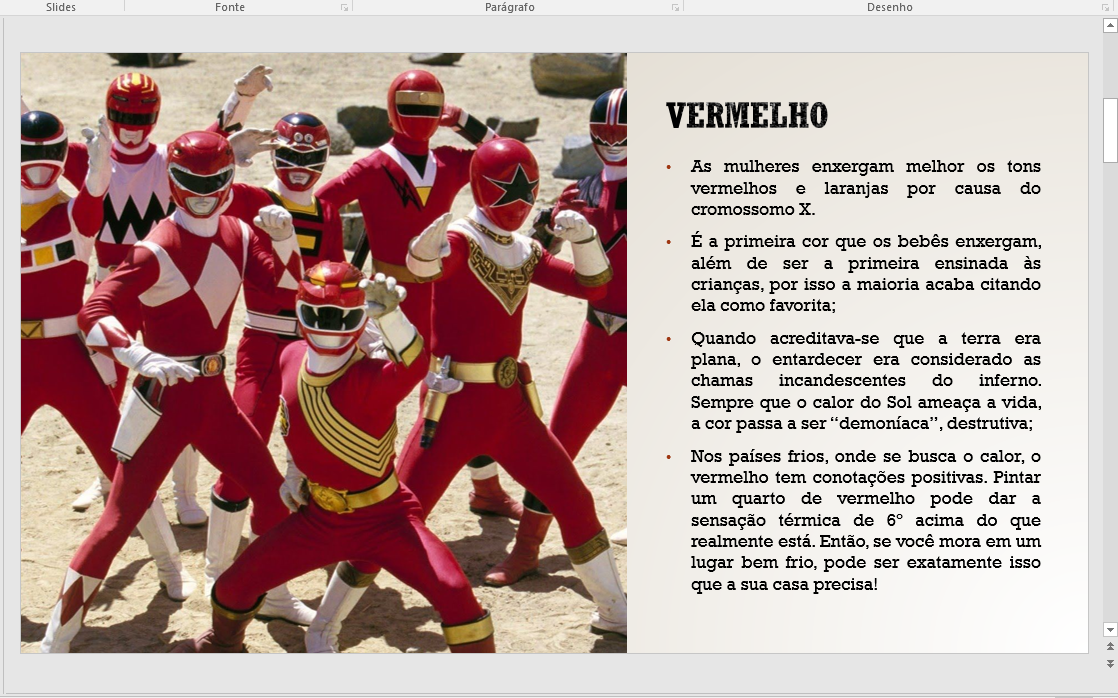 Slides Fonte Parágrafo Desenho
VERMELHO
• As mulheres enxergam melhor os tons
vermelhos e laranjas por causa do
cromossomo X.
• É a primeira cor que os bebês enxergam,
além de ser a primeira ensinada às
crianças, por isso a maioria acaba citando
ela como favorita;
• Quando acreditava-se que a terra era
plana, o entardecer era considerado as
chamas incandescentes do inferno.
Sempre que o calor do Sol ameaça a vida,
a cor passa a ser “demoníaca”, destrutiva;
• Nos países frios, onde se busca o calor, o
vermelho tem conotações positivas. Pintar
um quarto de vermelho pode dar a
sensação térmica de 6º acima do que
realmente está. Então, se você mora em um
lugar bem frio, pode ser exatamente isso
que a sua casa precisa!